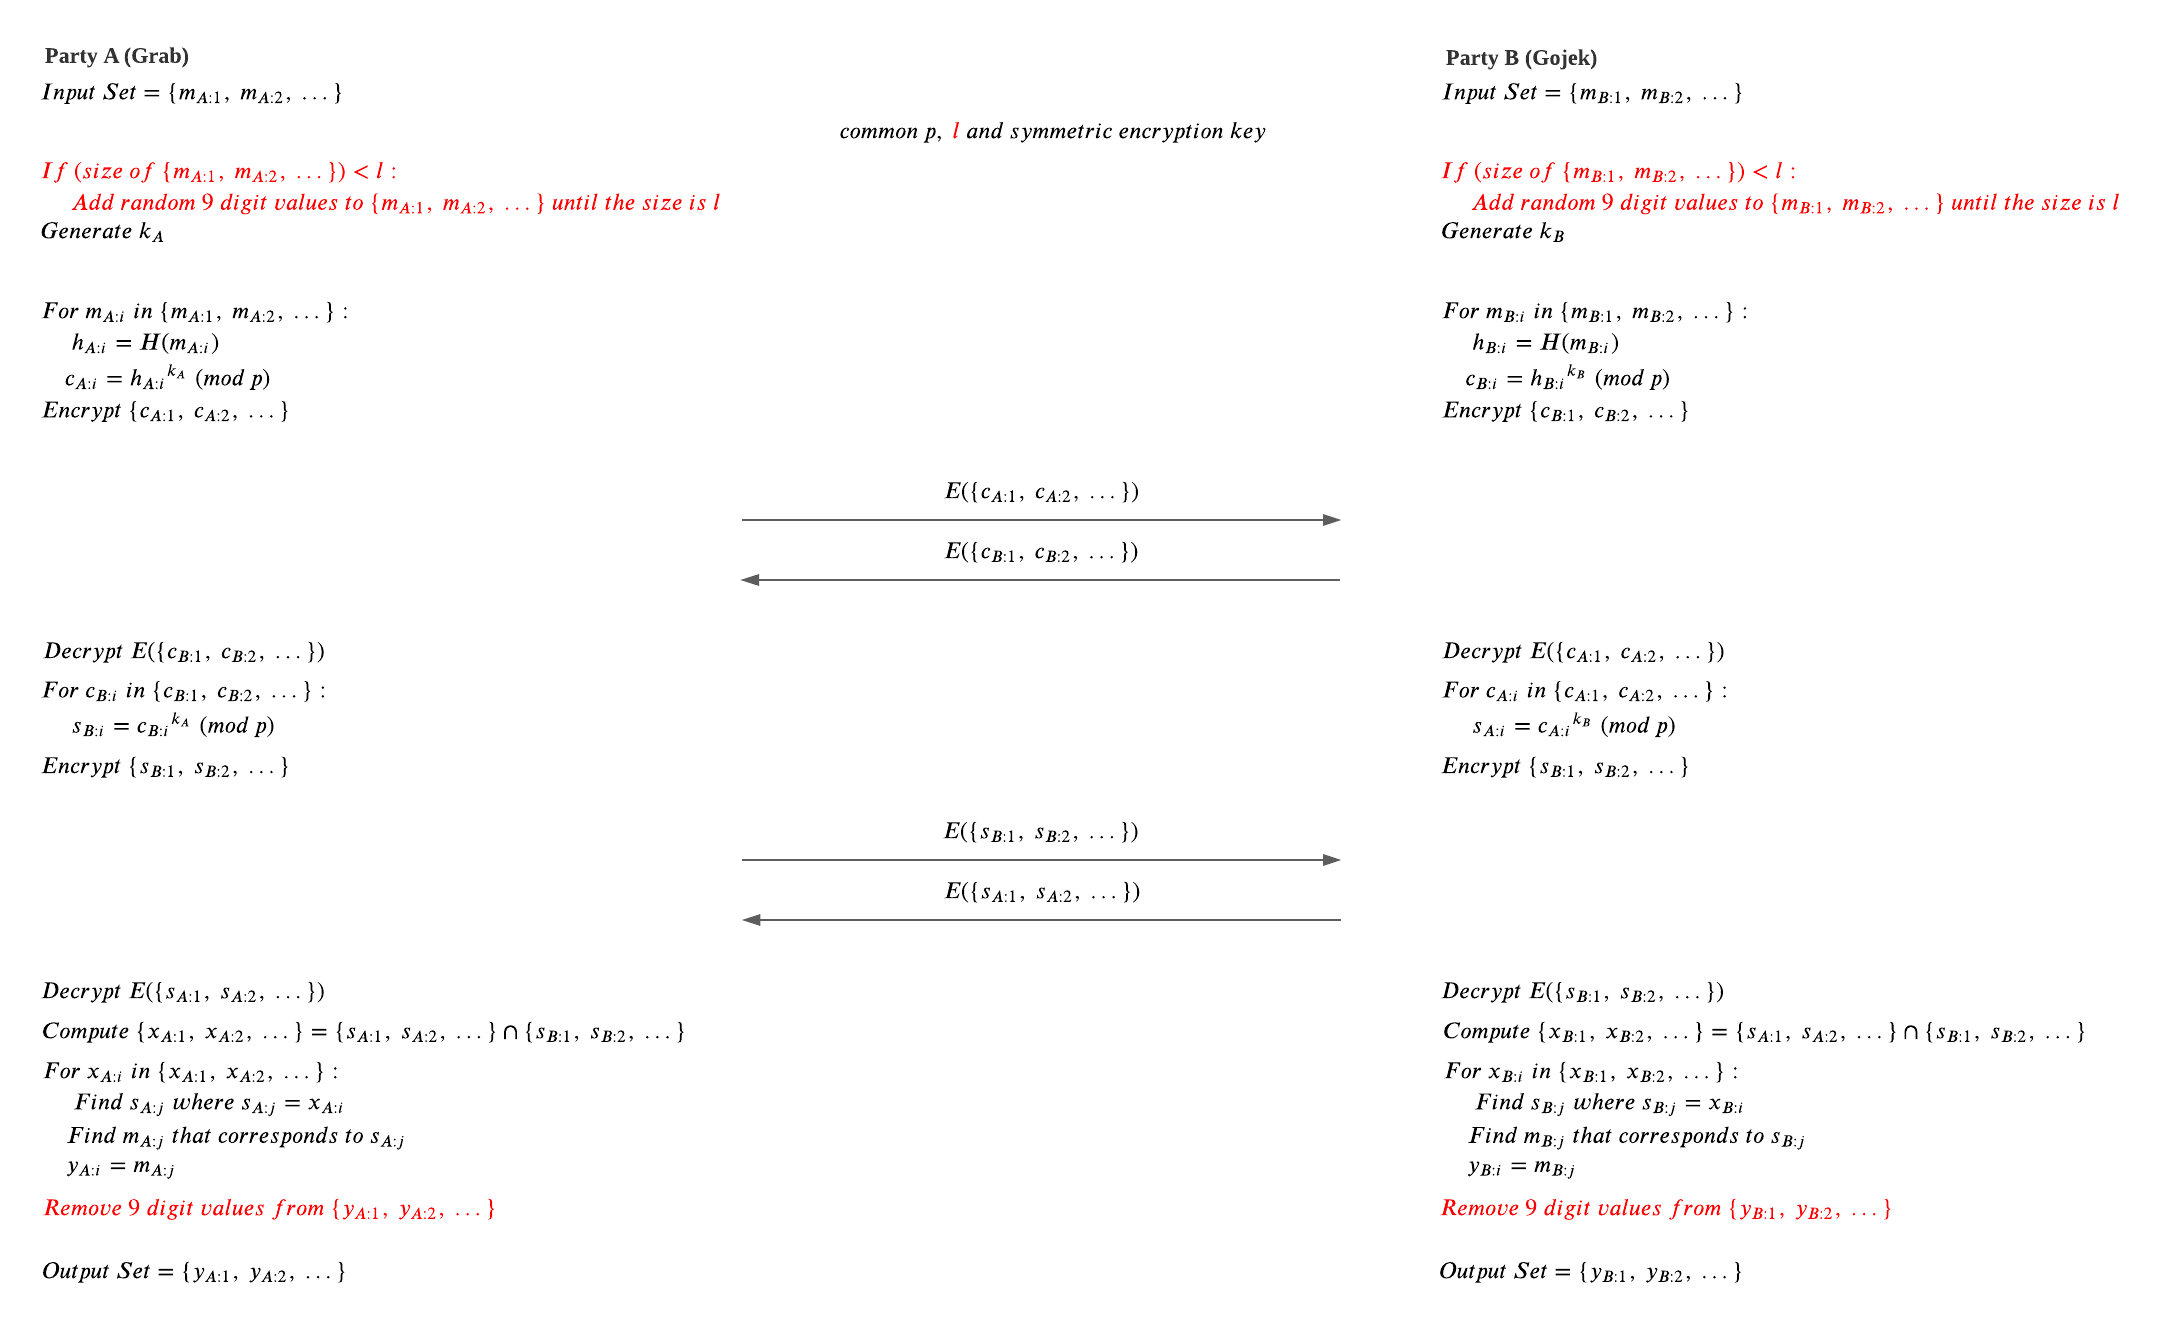 Party A (Grab)
Input Set = {m_{A:1}, m_{A:2}, ...}
If (size of {m_{A:1}, m_{A:2}, ...}) < l :
Add random 9 digit values to {m_{A:1}, m_{A:2}, ...} until the size is l
Generate k_A
For m_{A:i} in {m_{A:1}, m_{A:2}, ...} :
h_{A:i} = H(m_{A:i})
c_{A:i} = h_{A:i}^{k_A} (mod p)
Encrypt {c_{A:1}, c_{A:2}, ...}
Decrypt E({c_{B:1}, c_{B:2}, ...})
For c_{B:i} in {c_{B:1}, c_{B:2}, ...} :
s_{B:i} = c_{B:i}^{k_A} (mod p)
Encrypt {s_{B:1}, s_{B:2}, ...}
Decrypt E({s_{A:1}, s_{A:2}, ...})
Compute {x_{A:1}, x_{A:2}, ...} = {s_{A:1}, s_{A:2}, ...} ∩ {s_{B:1}, s_{B:2}, ...}
For x_{A:i} in {x_{A:1}, x_{A:2}, ...} :
Find s_{A:j} where s_{A:j} = x_{A:i}
Find m_{A:j} that corresponds to s_{A:j}
y_{A:i} = m_{A:j}
Remove 9 digit values from {y_{A:1}, y_{A:2}, ...}
Output Set = {y_{A:1}, y_{A:2}, ...}
common p, l and symmetric encryption key
E({c_{A:1}, c_{A:2}, ...})
E({c_{B:1}, c_{B:2}, ...})
E({s_{B:1}, s_{B:2}, ...})
E({s_{A:1}, s_{A:2}, ...})
Party B (Gojek)
Input Set = {m_{B:1}, m_{B:2}, ...}
If (size of {m_{B:1}, m_{B:2}, ...}) < l :
Add random 9 digit values to {m_{B:1}, m_{B:2}, ...} until the size is l
Generate k_B
For m_{B:i} in {m_{B:1}, m_{B:2}, ...} :
h_{B:i} = H(m_{B:i})
c_{B:i} = h_{B:i}^{k_B} (mod p)
Encrypt {c_{B:1}, c_{B:2}, ...}
Decrypt E({c_{A:1}, c_{A:2}, ...})
For c_{A:i} in {c_{A:1}, c_{A:2}, ...} :
s_{A:i} = c_{A:i}^{k_B} (mod p)
Encrypt {s_{B:1}, s_{B:2}, ...}
Decrypt E({s_{B:1}, s_{B:2}, ...})
Compute {x_{B:1}, x_{B:2}, ...} = {s_{A:1}, s_{A:2}, ...} ∩ {s_{B:1}, s_{B:2}, ...}
For x_{B:i} in {x_{B:1}, x_{B:2}, ...} :
Find s_{B:j} where s_{B:j} = x_{B:i}
Find m_{B:j} that corresponds to s_{B:j}
y_{B:i} = m_{B:j}
Remove 9 digit values from {y_{B:1}, y_{B:2}, ...}
Output Set = {y_{B:1}, y_{B:2}, ...}